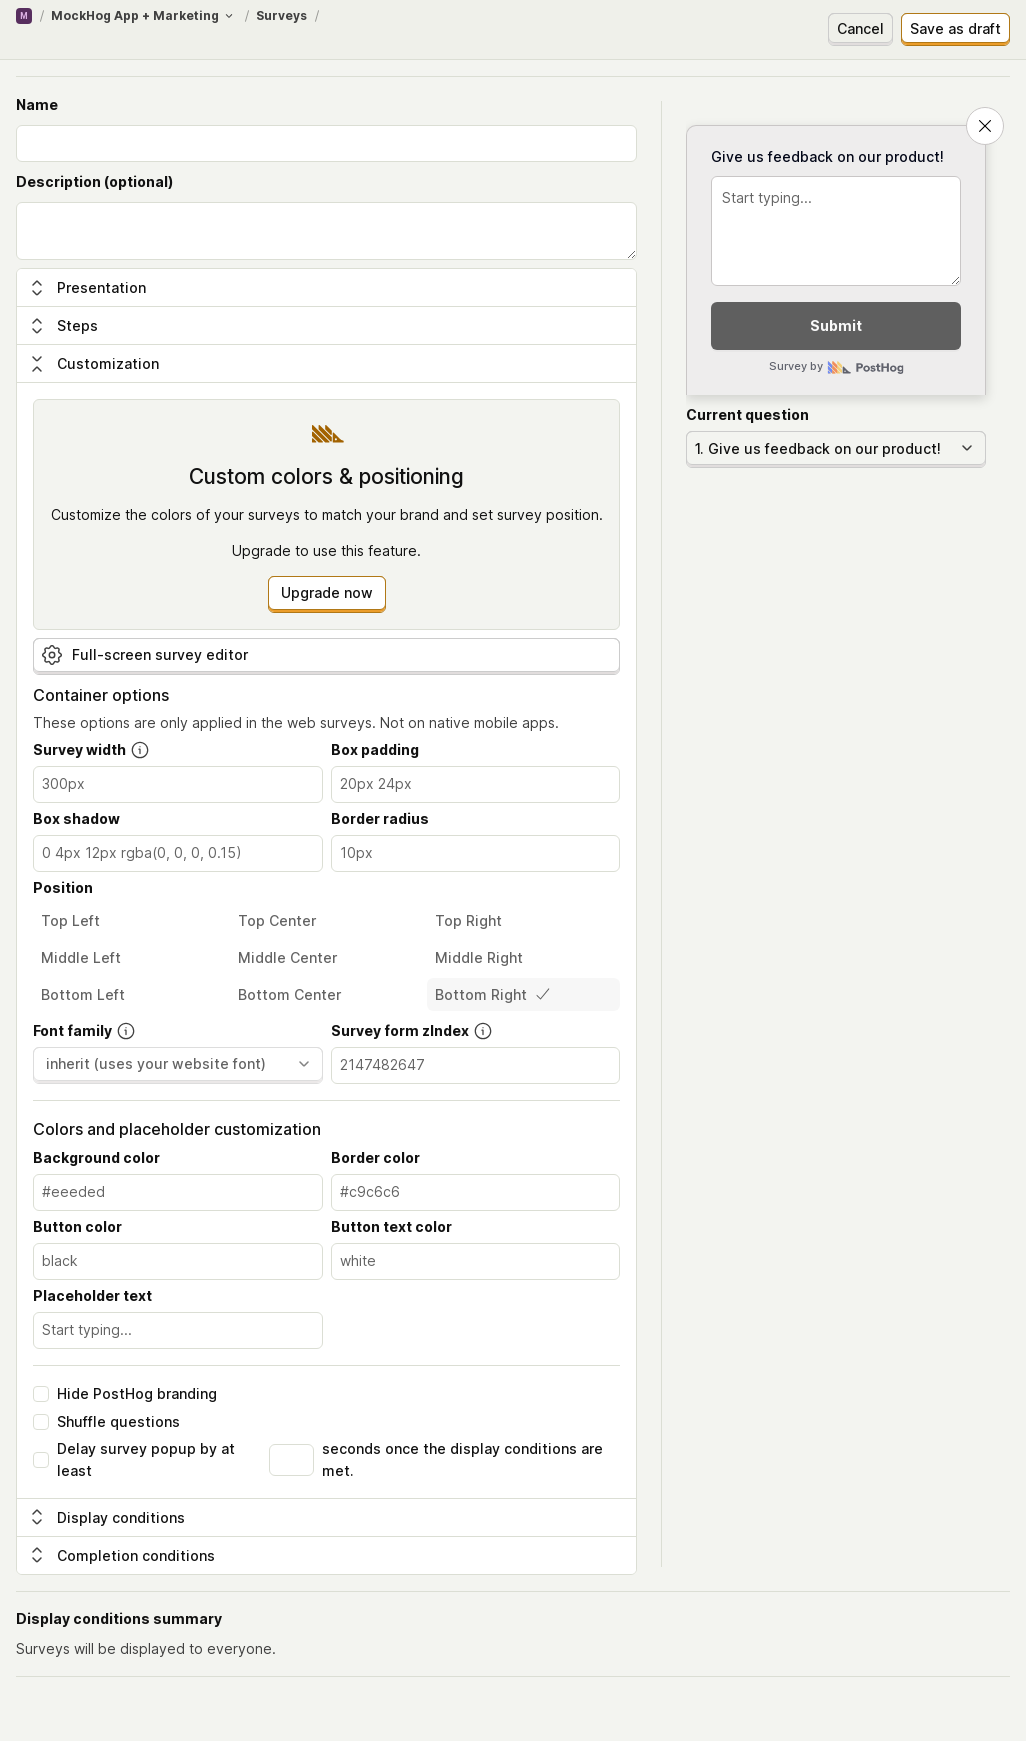 M / MockHog App + Marketing / Surveys /
Cancel
Save as draft
Name
Description (optional)
Presentation
Steps
Customization
Custom colors & positioning
Customize the colors of your surveys to match your brand and set survey position.
Upgrade to use this feature.
Upgrade now
Full-screen survey editor
Container options
These options are only applied in the web surveys. Not on native mobile apps.
Survey width
Box padding
300px
20px 24px
Box shadow
Border radius
0 4px 12px rgba(0, 0, 0, 0.15)
10px
Position
Top Left
Top Center
Top Right
Middle Left
Middle Center
Middle Right
Bottom Left
Bottom Center
Bottom Right
Font family
Survey form zIndex
inherit (uses your website font)
2147482647
Colors and placeholder customization
Background color
Border color
#eeeded
#c9c6c6
Button color
Button text color
black
white
Placeholder text
Start typing...
Hide PostHog branding
Shuffle questions
Delay survey popup by at
least
seconds once the display conditions are
met.
Display conditions
Completion conditions
Give us feedback on our product!
Start typing...
Submit
Survey by PostHog
Current question
1. Give us feedback on our product!
Display conditions summary
Surveys will be displayed to everyone.